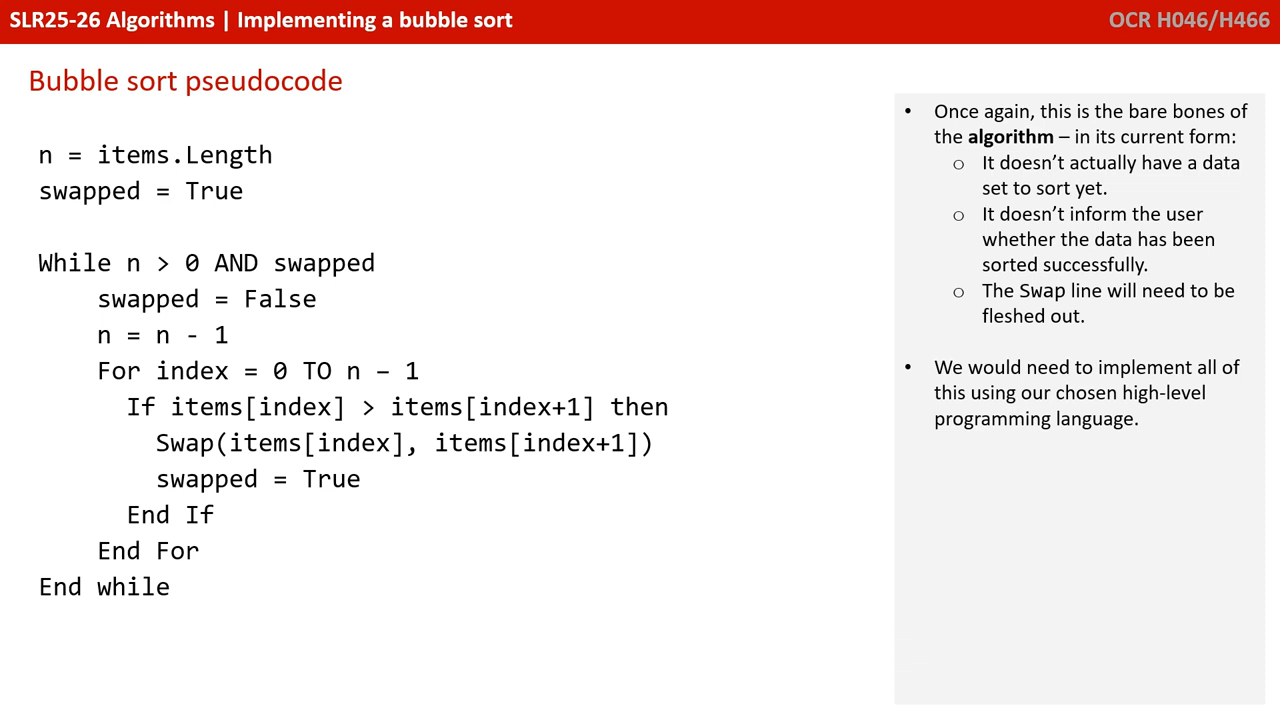 SLR25-26 Algorithms | Implementing a bubble sort
OCR H046/H466
Bubble sort pseudocode
n = items.Length
swapped = True
While n > 0 AND swapped
    swapped = False
    n = n - 1
    For index = 0 TO n – 1
      If items[index] > items[index+1] then
        Swap(items[index], items[index+1])
        swapped = True
      End If
    End For
End while
• Once again, this is the bare bones of
the algorithm – in its current form:
○ It doesn’t actually have a data
set to sort yet.
○ It doesn’t inform the user
whether the data has been
sorted successfully.
○ The Swap line will need to be
fleshed out.
• We would need to implement all of
this using our chosen high-level
programming language.